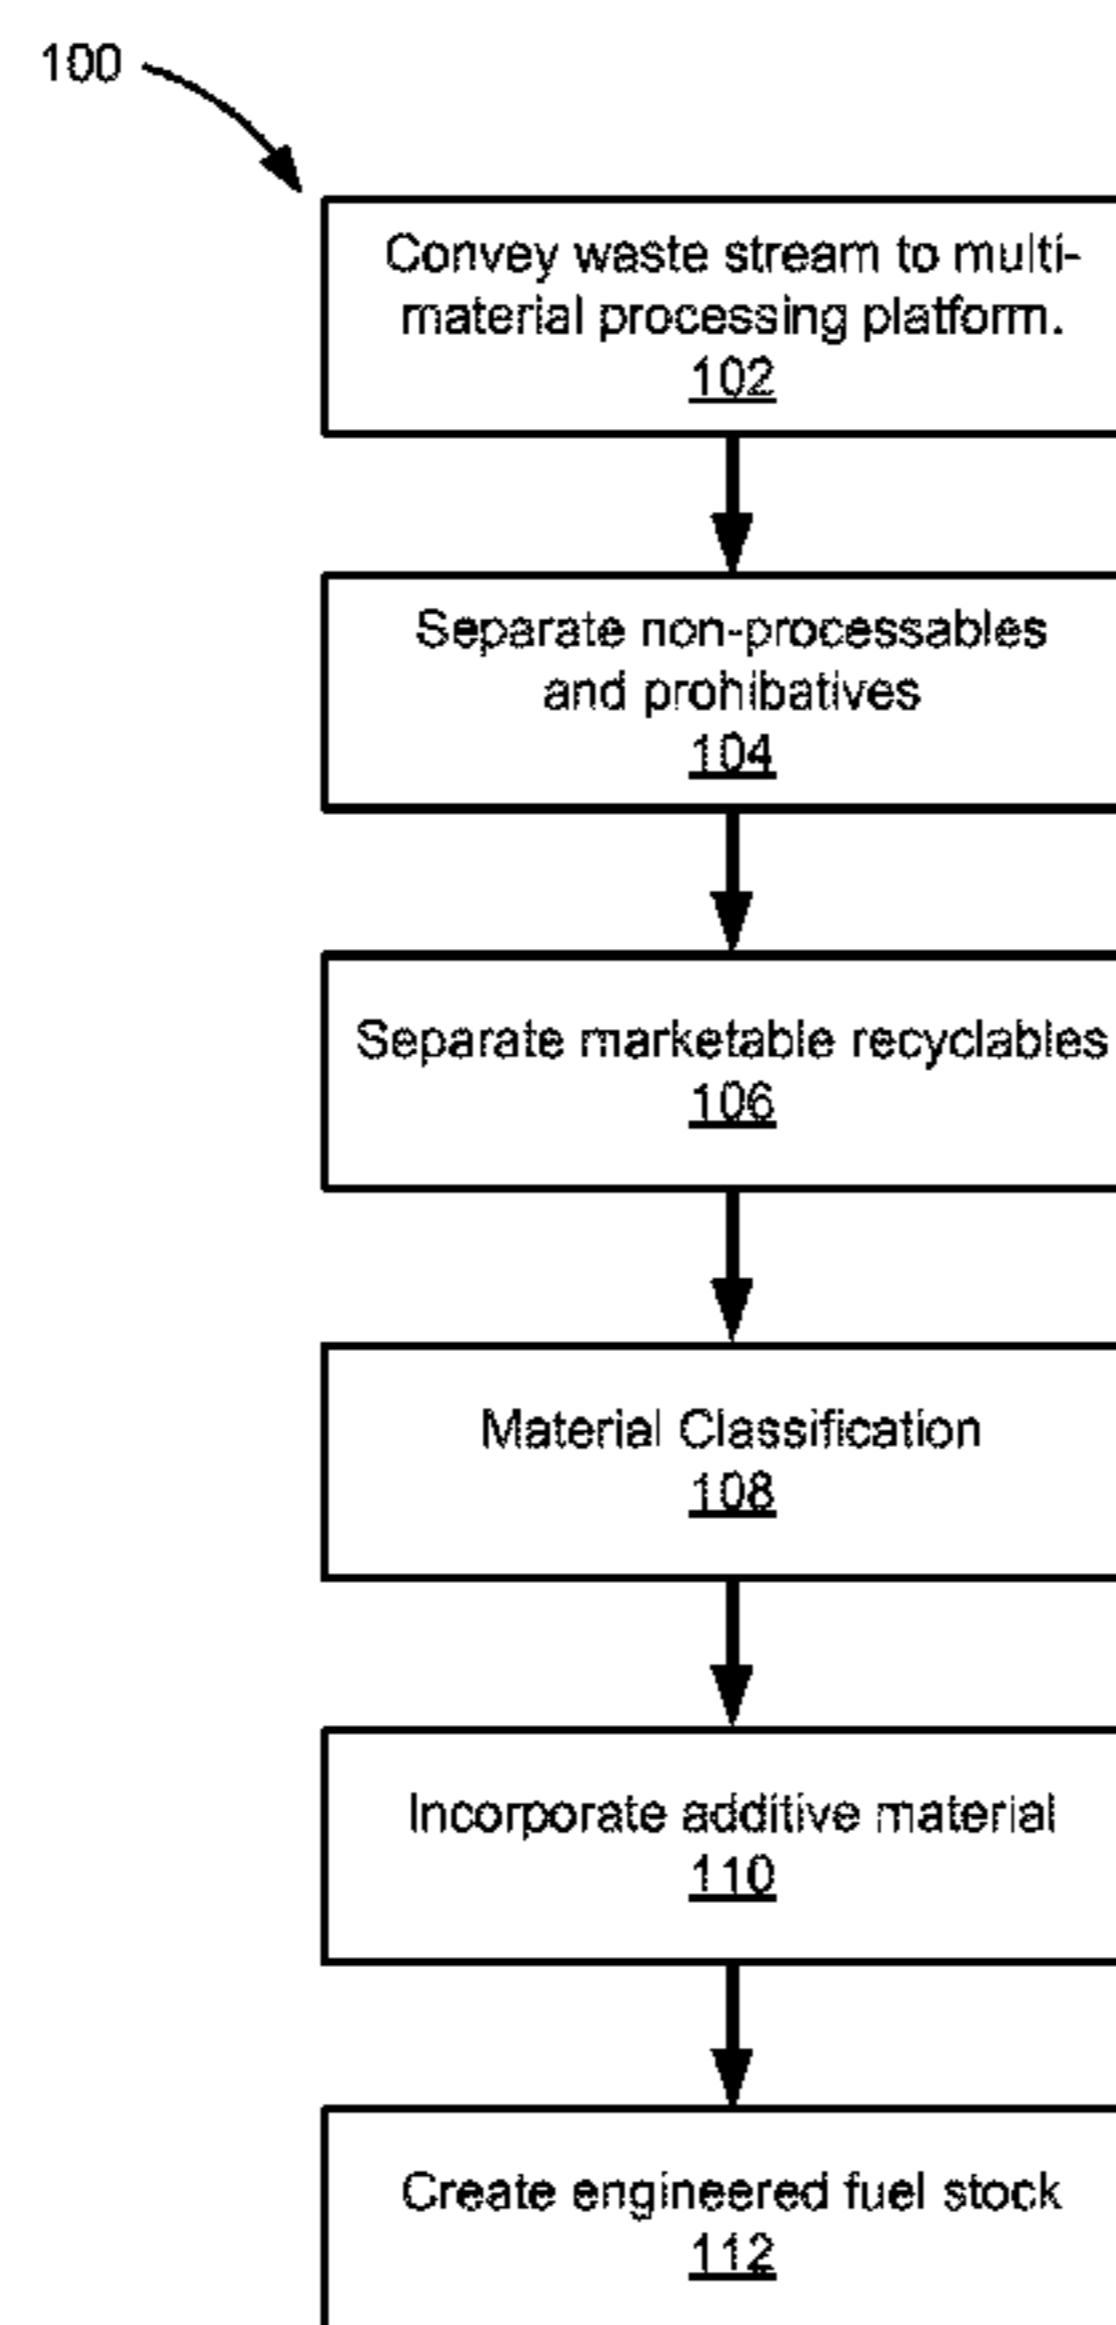 100
Convey waste stream to multi-
material processing platform.
102
Separate non-processables
and prohibatives
104
Separate marketable recyclables
106
Material Classification
108
Incorporate additive material
110
Create engineered fuel stock
112